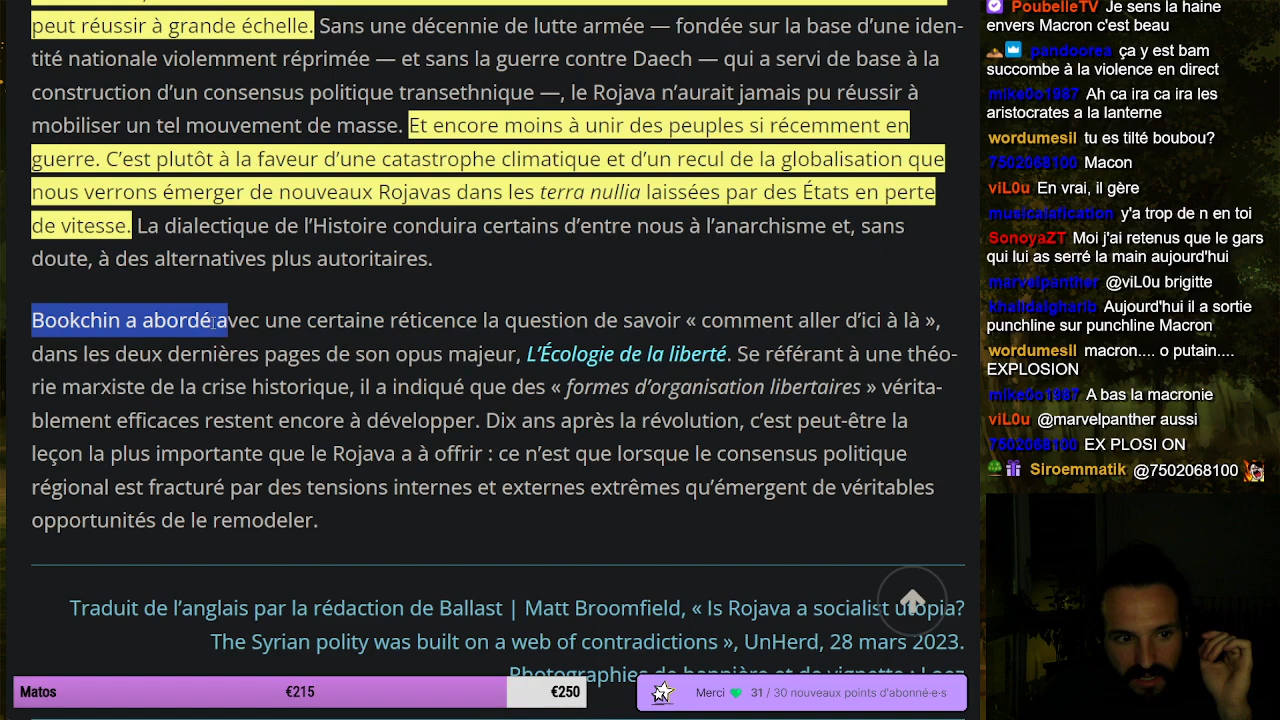 peut réussir à grande échelle. Sans une décennie de lutte armée — fondée sur la base d'une iden-
tité nationale violemment réprimée — et sans la guerre contre Daech — qui a servi de base à la
construction d'un consensus politique transethnique —, le Rojava n'aurait jamais pu réussir à
mobiliser un tel mouvement de masse. Et encore moins à unir des peuples si récemment en
guerre. C'est plutôt à la faveur d'une catastrophe climatique et d'un recul de la globalisation que
nous verrons émerger de nouveaux Rojavas dans les terra nullia laissées par des États en perte
de vitesse. La dialectique de l'Histoire conduira certains d'entre nous à l'anarchisme et, sans
doute, à des alternatives plus autoritaires.
Bookchin a abordé avec une certaine réticence la question de savoir « comment aller d'ici à là »,
dans les deux dernières pages de son opus majeur, L'Écologie de la liberté. Se référant à une théo-
rie marxiste de la crise historique, il a indiqué que des « formes d'organisation libertaires » vérita-
blement efficaces restent encore à développer. Dix ans après la révolution, c'est peut-être la
leçon la plus importante que le Rojava a à offrir : ce n'est que lorsque le consensus politique
régional est fracturé par des tensions internes et externes extrêmes qu'émergent de véritables
opportunités de le remodeler.
Traduit de l'anglais par la rédaction de Ballast | Matt Broomfield, « Is Rojava a socialist utopia?
The Syrian polity was built on a web of contradictions », UnHerd, 28 mars 2023.
Photographies de bannière et de vignette : Loez
Matos €215 €250
Merci 31 / 30 nouveaux points d'abonné·e·s
PoubelleTV Je sens la haine
envers Macron c'est beau
pandoorea ça y est bam
succombe à la violence en direct
mike0o1987 Ah ca ira ca ira les
aristocrates a la lanterne
wordumesil tu es tilté boubou?
7502068100 Macon
viL0u En vrai, il gère
musicalafication y'a trop de n en toi
SonoyaZT Moi j'ai retenus que le gars
qui lui as serré la main aujourd'hui
marvelpanther @viL0u brigitte
khalidalgharib Aujourd'hui il a sortie
punchline sur punchline Macron
wordumesil macron.... o putain....
EXPLOSION
mike0o1987 A bas la macronie
viL0u @marvelpanther aussi
7502068100 EX PLOSI ON
Siroemmatik @7502068100